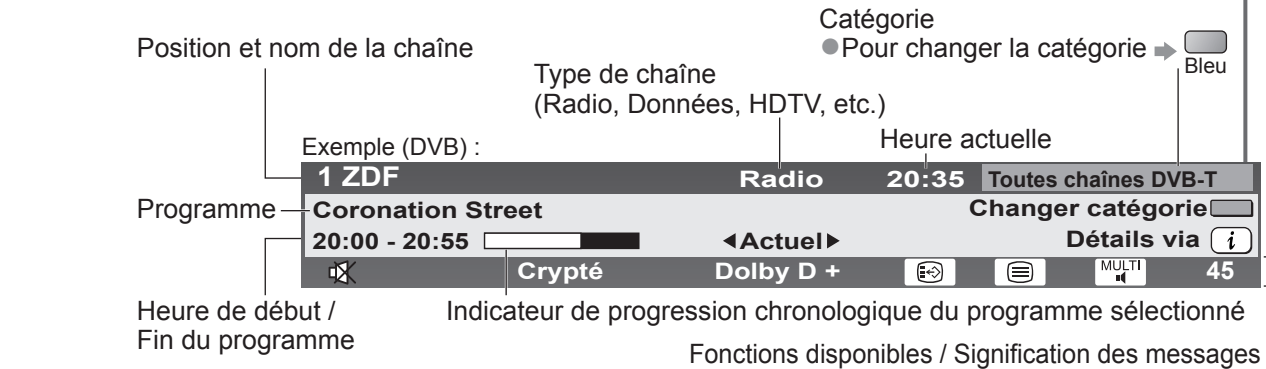 Catégorie
●Pour changer la catégorie
Bleu
Position et nom de la chaîne
Type de chaîne
(Radio, Données, HDTV, etc.)
Heure actuelle
Exemple (DVB) :
1 ZDF Radio 20:35 Toutes chaînes DVB-T
Programme
Coronation Street Changer catégorie
20:00 - 20:55 ◀Actuel▶ Détails via i
Crypté Dolby D + MULTI 45
Heure de début /
Fin du programme
Indicateur de progression chronologique du programme sélectionné
Fonctions disponibles / Signification des messages